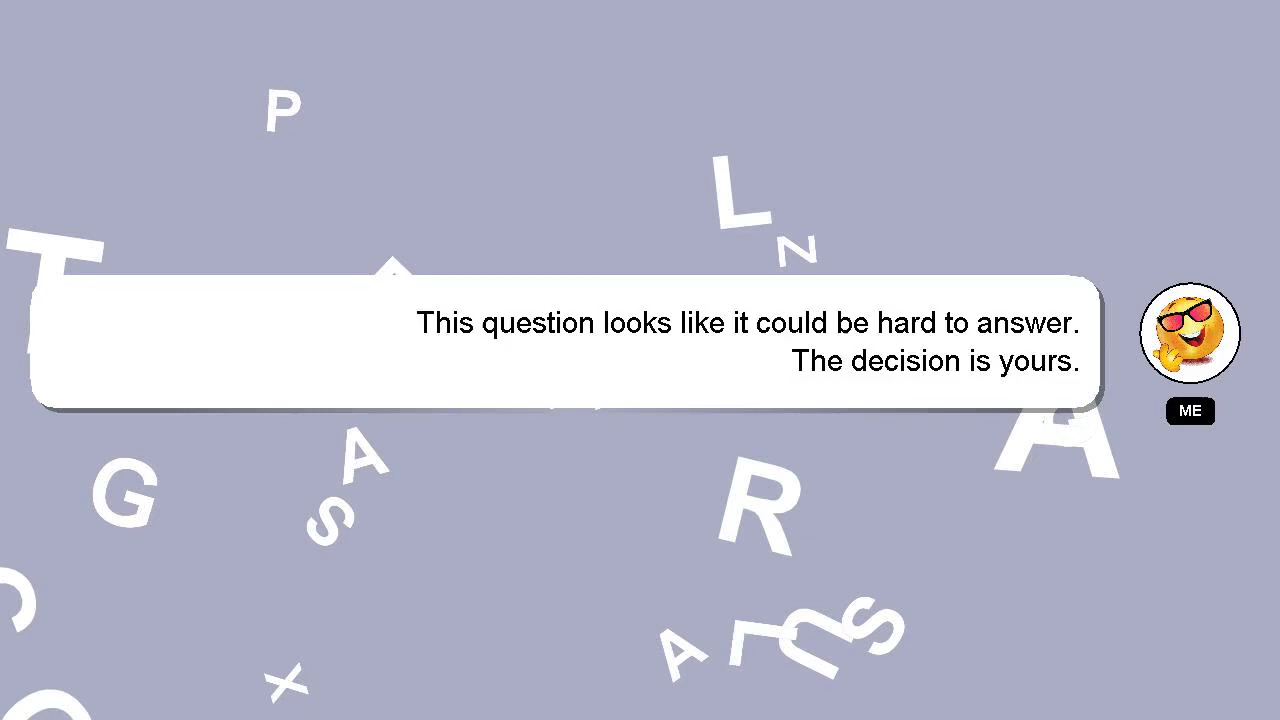 P
L
T
This question looks like it could be hard to answer.
The decision is yours.
ME
A
A
G
R
S
S
A
L
U
X